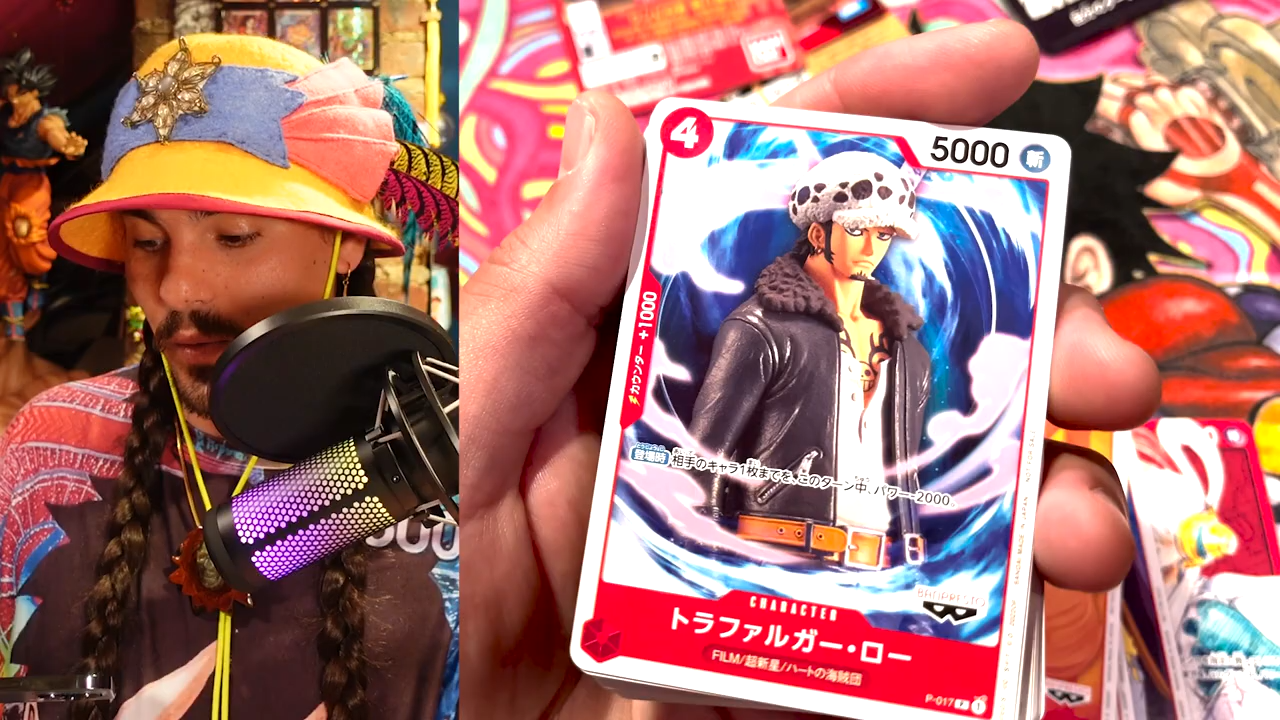 4
5000
斬
カウンター +1000
登場時 相手のキャラ1枚までを、このターン中、パワー-2000。
BANPRESTO
CHARACTER
トラファルガー・ロー
FILM/超新星/ハートの海賊団
P-017 P 1